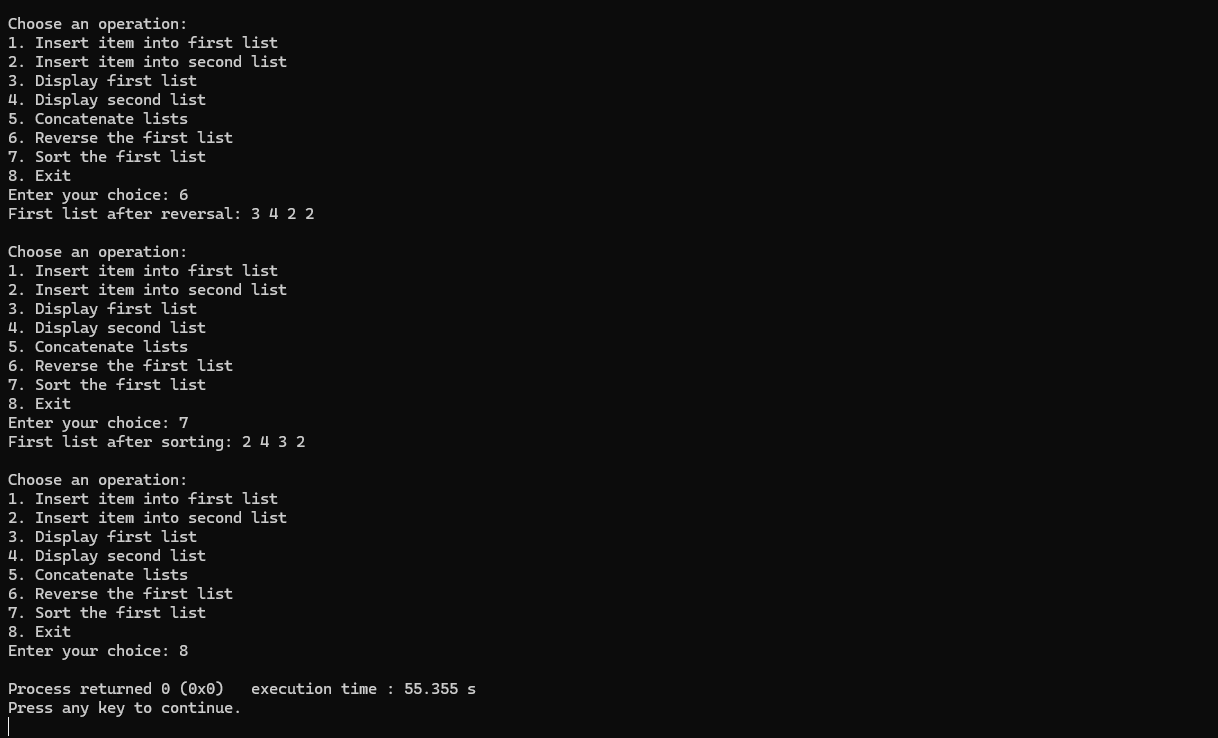 Choose an operation:
1. Insert item into first list
2. Insert item into second list
3. Display first list
4. Display second list
5. Concatenate lists
6. Reverse the first list
7. Sort the first list
8. Exit
Enter your choice: 6
First list after reversal: 3 4 2 2

Choose an operation:
1. Insert item into first list
2. Insert item into second list
3. Display first list
4. Display second list
5. Concatenate lists
6. Reverse the first list
7. Sort the first list
8. Exit
Enter your choice: 7
First list after sorting: 2 4 3 2

Choose an operation:
1. Insert item into first list
2. Insert item into second list
3. Display first list
4. Display second list
5. Concatenate lists
6. Reverse the first list
7. Sort the first list
8. Exit
Enter your choice: 8

Process returned 0 (0x0)   execution time : 55.355 s
Press any key to continue.